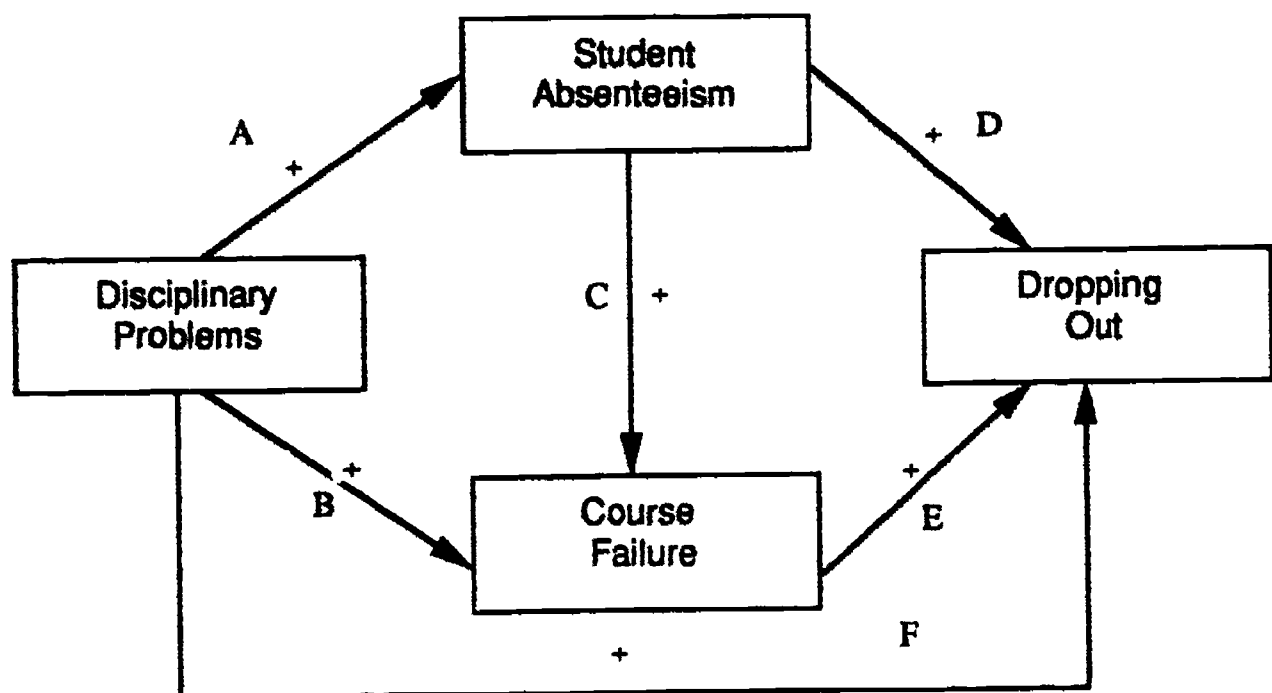 Student
Absenteeism
A
+
+ D
Disciplinary
Problems
C +
Dropping
Out
+
B
Course
Failure
+
E
+ F